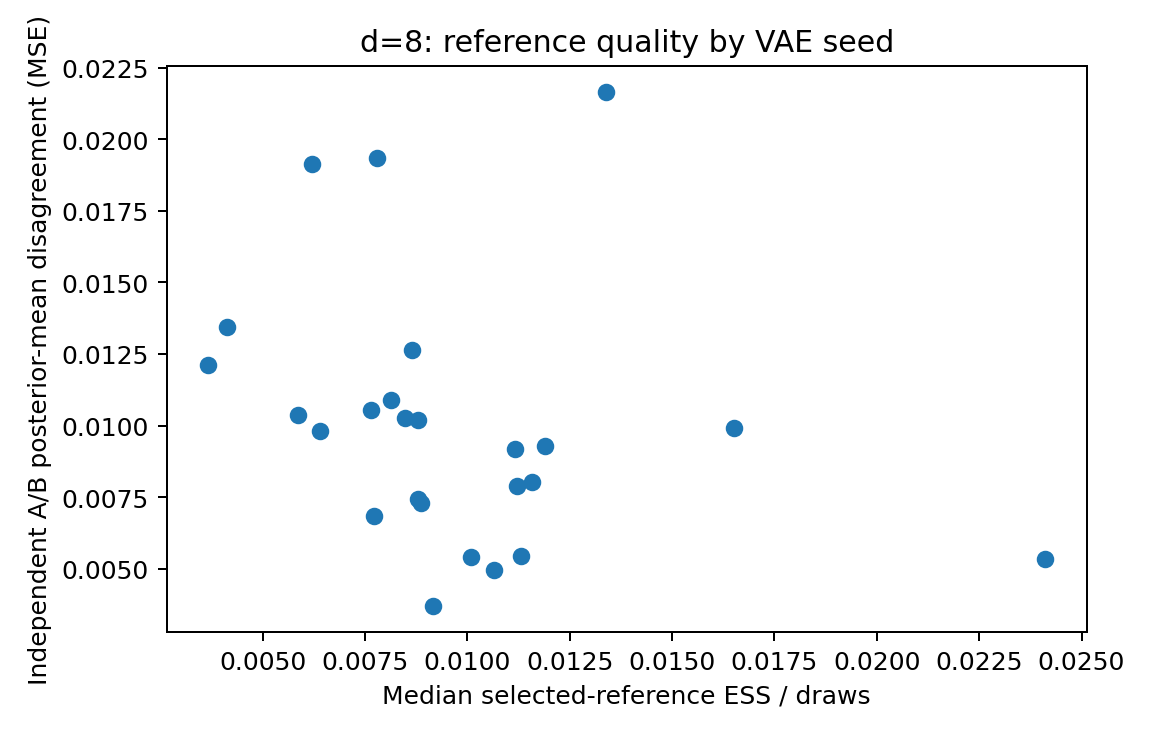 d=8: reference quality by VAE seed
Independent A/B posterior-mean disagreement (MSE)
0.0225
0.0200
0.0175
0.0150
0.0125
0.0100
0.0075
0.0050
0.0050 0.0075 0.0100 0.0125 0.0150 0.0175 0.0200 0.0225 0.0250
Median selected-reference ESS / draws